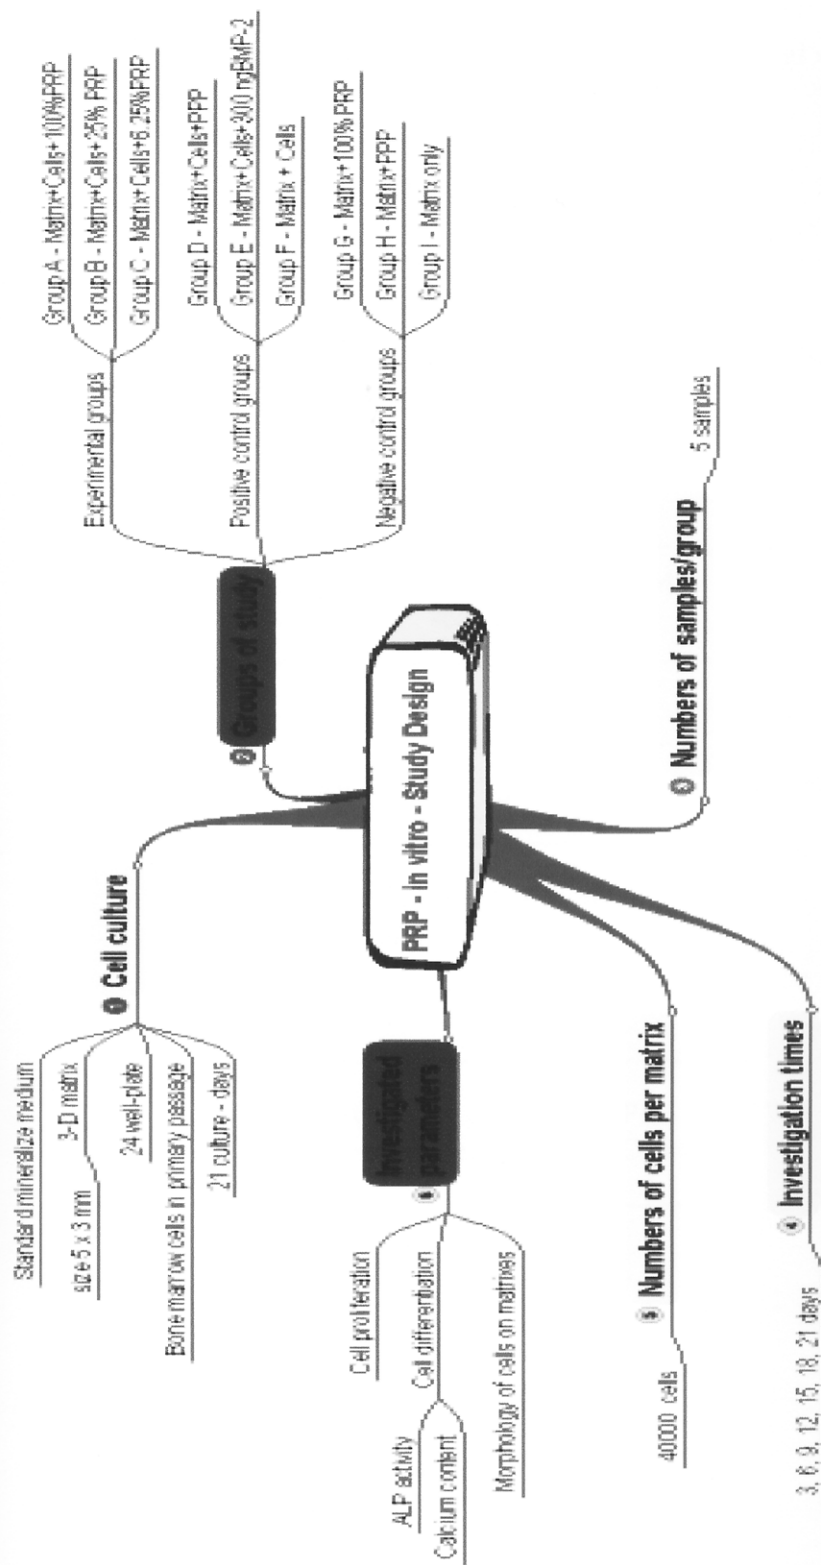 PRP - in vitro - Study Design
Cell culture
Standard mineralize medium
3-D matrix
size 5 x 3 mm
24 well-plate
Bone marrow cells in primary passage
21 culture - days
Groups of study
Experimental groups
Group A - Matrix+Cells+100%PRP
Group B - Matrix+Cells+25% PRP
Group C - Matrix+Cells+6.25%PRP
Positive control groups
Group D - Matrix+Cells+PPP
Group E - Matrix+Cells+300 ngBMP-2
Group F - Matrix + Cells
Negative control groups
Group G - Matrix+100% PRP
Group H - Matrix+PPP
Group I - Matrix only
Numbers of samples/group
5 samples
4 Investigation times
3, 6, 9, 12, 15, 18, 21 days
5 Numbers of cells per matrix
40000 cells
6 Investigated
parameters
Cell proliferation
Cell differentiation
ALP activity
Calcium content
Morphology of cells on matrixes